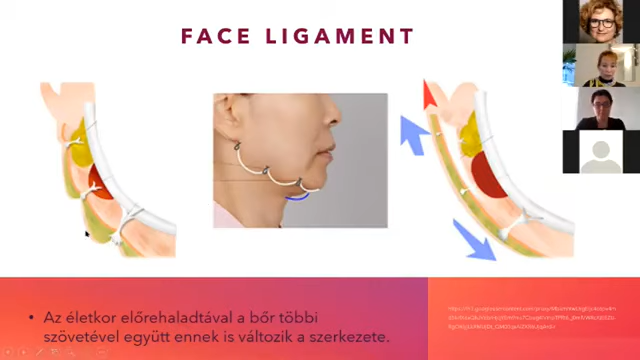 FACE LIGAMENT
• Az életkor előrehaladtával a bőr többi
szövetével együtt ennek is változik a szerkezete.